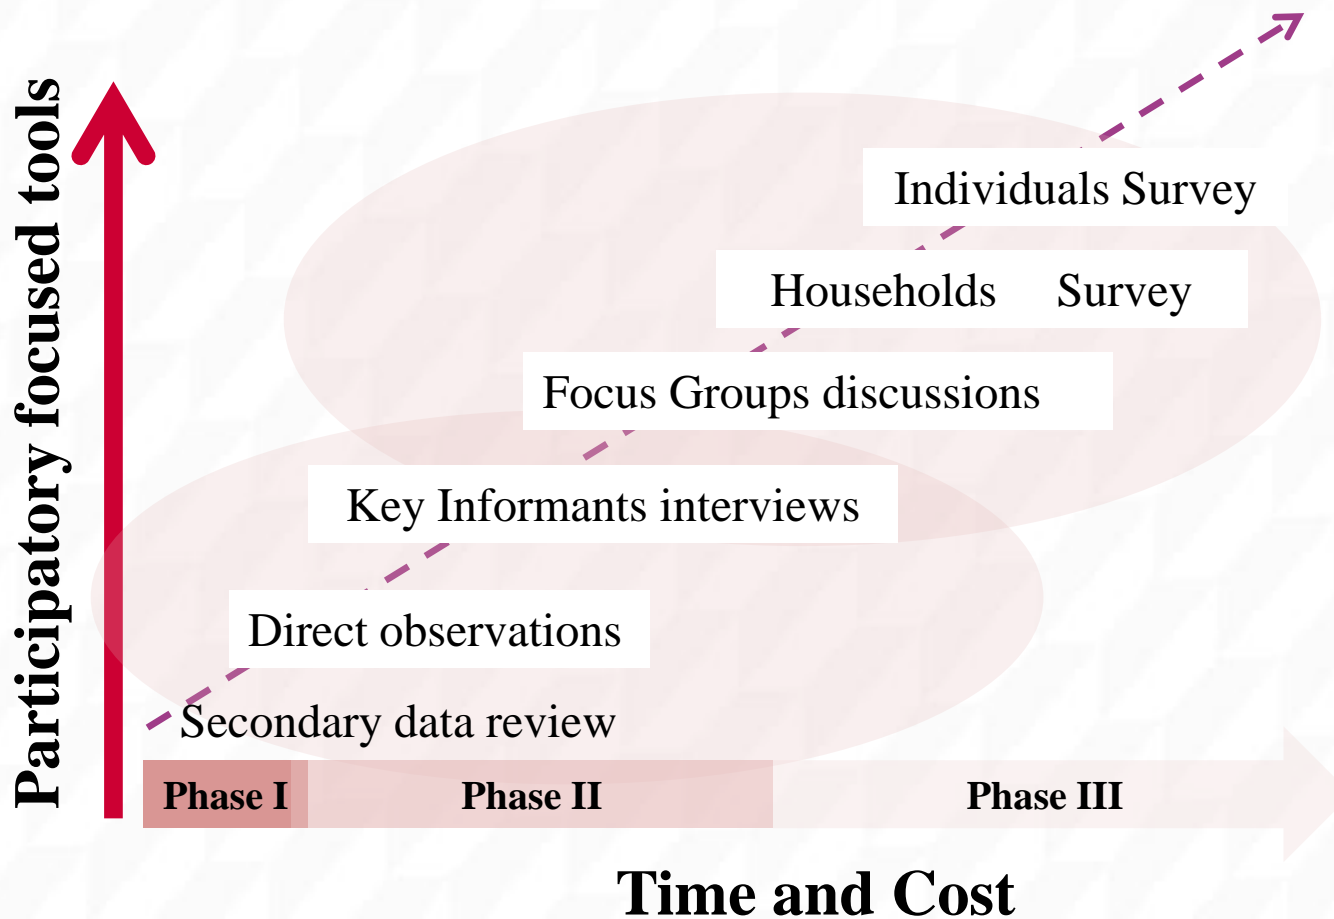 Participatory focused tools
Individuals Survey
Households Survey
Focus Groups discussions
Key Informants interviews
Direct observations
Secondary data review
Phase I
Phase II
Phase III
Time and Cost